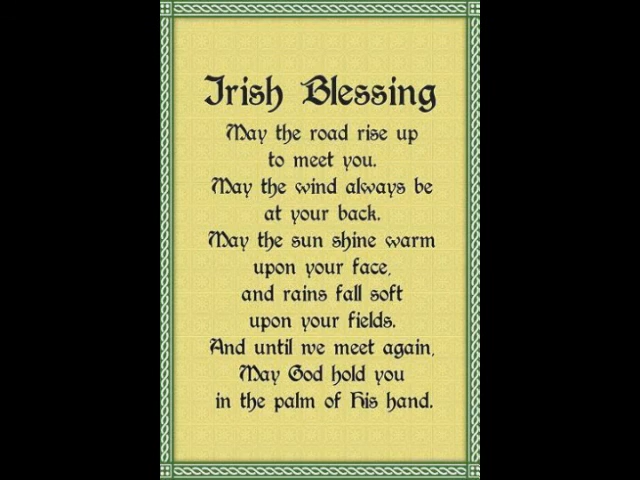 Irish Blessing
May the road rise up
to meet you.
May the wind always be
at your back.
May the sun shine warm
upon your face,
and rains fall soft
upon your fields.
And until we meet again,
May God hold you
in the palm of His hand.